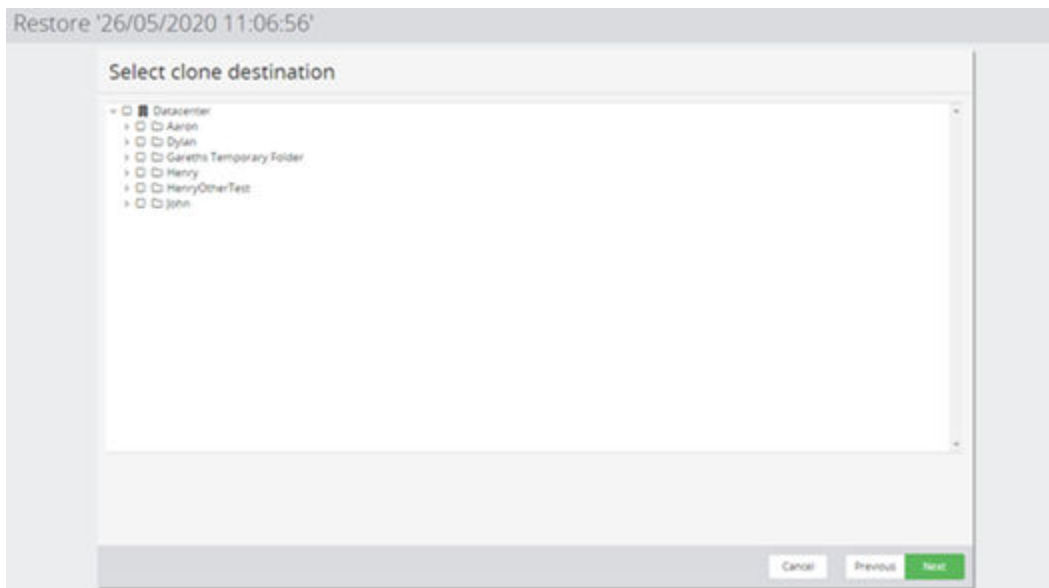 Restore '26/05/2020 11:06:56'
Select clone destination
Datacenter
Aaron
Dylan
Gareths Temporary Folder
Henry
HenryOtherTest
John
Cancel Previous Next